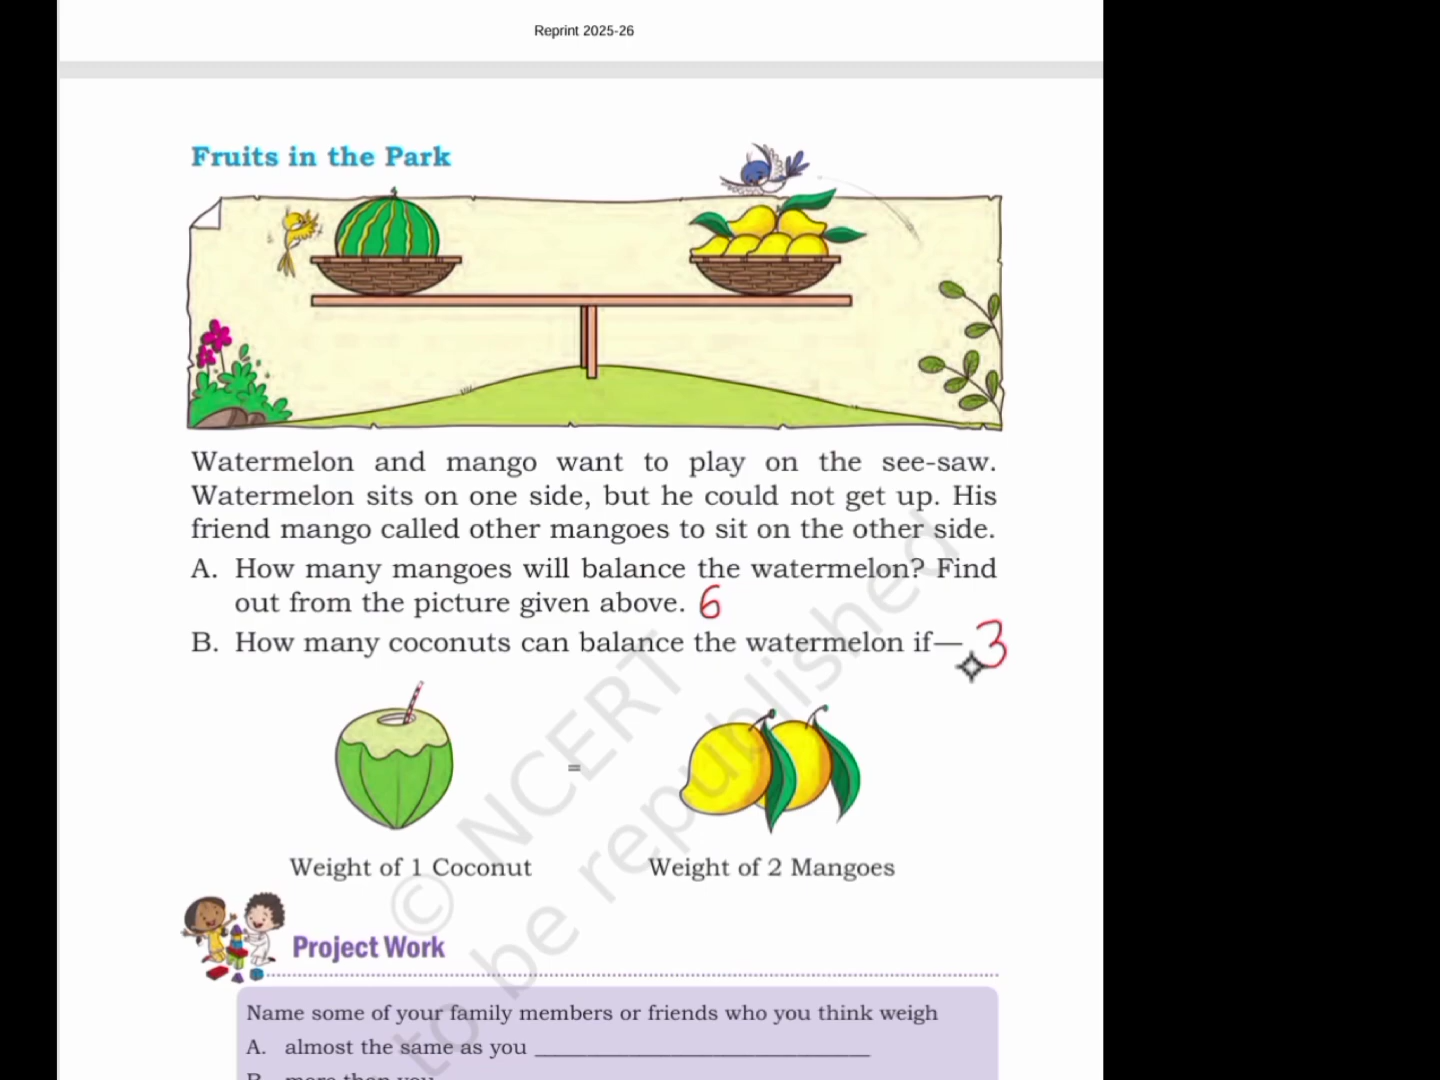 Reprint 2025-26
Fruits in the Park
Watermelon and mango want to play on the see-saw.
Watermelon sits on one side, but he could not get up. His
friend mango called other mangoes to sit on the other side.
A. How many mangoes will balance the watermelon? Find
out from the picture given above. 6
B. How many coconuts can balance the watermelon if— 3
=
Weight of 1 Coconut Weight of 2 Mangoes
© NCERT
to be republished
Project Work
Name some of your family members or friends who you think weigh
A. almost the same as you
B. more than you